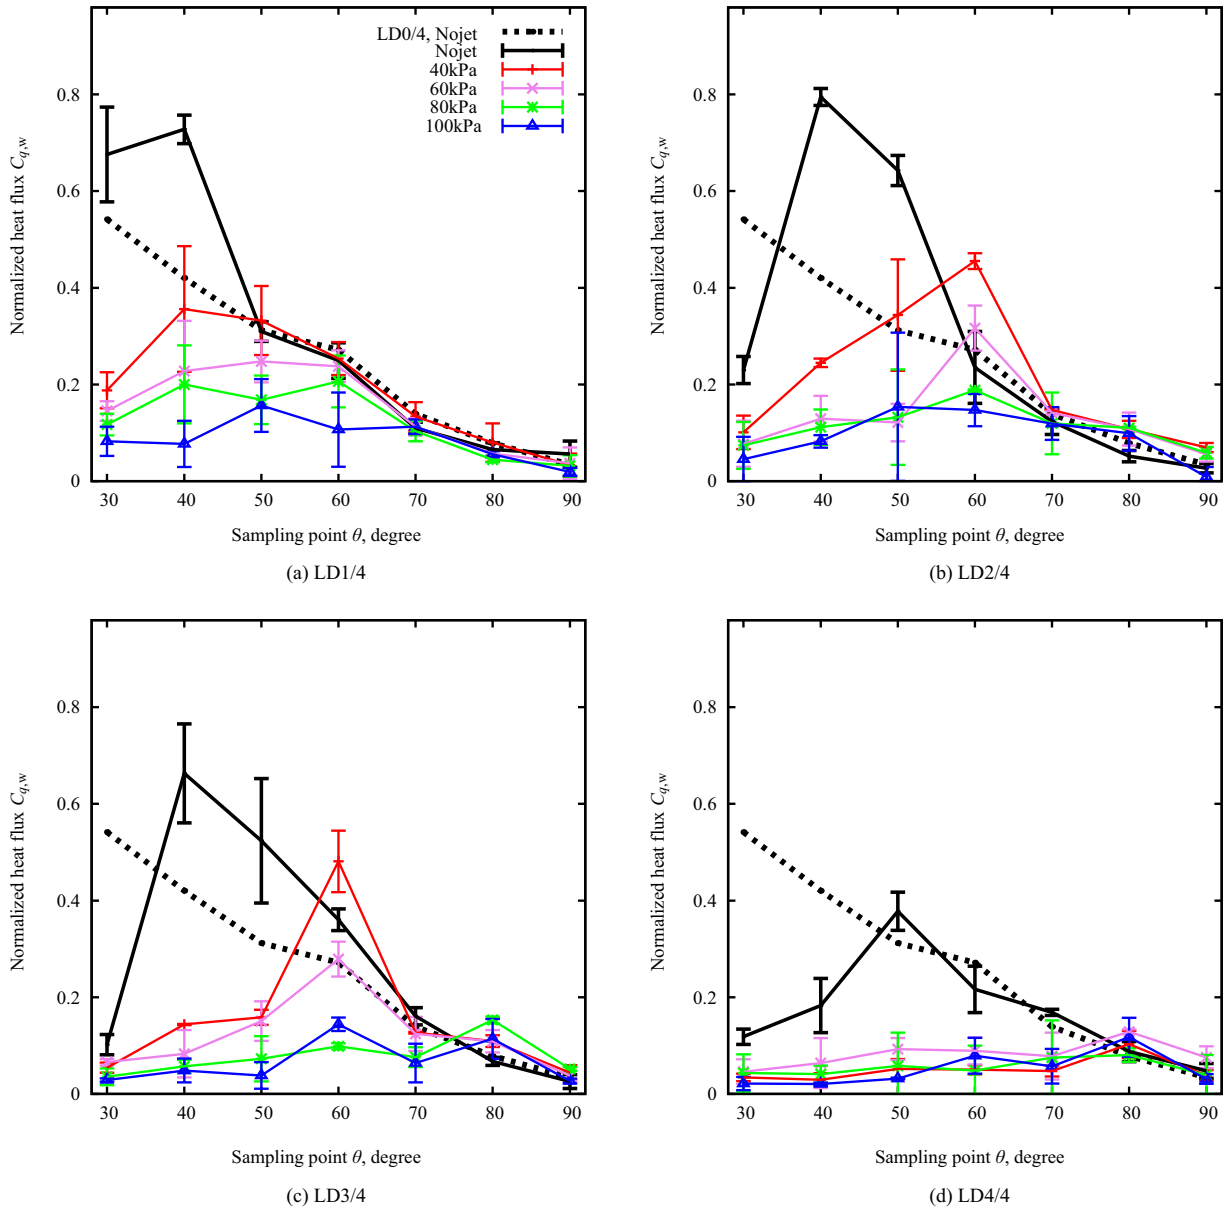 LD0/4, Nojet
Nojet
40kPa
60kPa
80kPa
100kPa
Normalized heat flux C_{q,w}
0.8
0.6
0.4
0.2
0
30 40 50 60 70 80 90
Sampling point θ, degree
(a) LD1/4
Normalized heat flux C_{q,w}
0.8
0.6
0.4
0.2
0
30 40 50 60 70 80 90
Sampling point θ, degree
(b) LD2/4
Normalized heat flux C_{q,w}
0.8
0.6
0.4
0.2
0
30 40 50 60 70 80 90
Sampling point θ, degree
(c) LD3/4
Normalized heat flux C_{q,w}
0.8
0.6
0.4
0.2
0
30 40 50 60 70 80 90
Sampling point θ, degree
(d) LD4/4